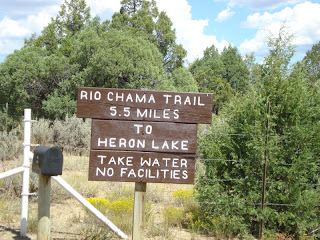 RIO CHAMA TRAIL
5.5 MILES
TO
HERON LAKE
TAKE WATER
NO FACILITIES